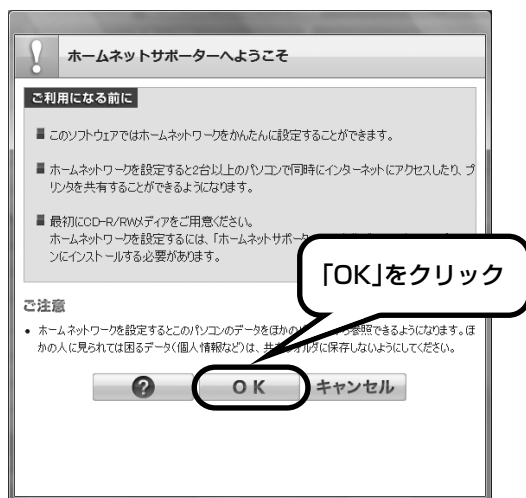 ホームネットサポーターへようこそ
ご利用になる前に
このソフトウェアではホームネットワークをかんたんに設定することができます。
ホームネットワークを設定すると2台以上のパソコンで同時にインターネットにアクセスしたり、プ
リンタを共有することができるようになります。
最初にCD-R/RWメディアをご用意ください。
ホームネットワークを設定するには、「ホームネットサポー
ンにインストールする必要があります。
「OK」をクリック
ご注意
• ホームネットワークを設定するとこのパソコンのデータをほかの 参照できるようになります。ほ
かの人に見られては困るデータ(個人情報など)は、共有フォルダに保存しないようにしてください。
? OK キャンセル